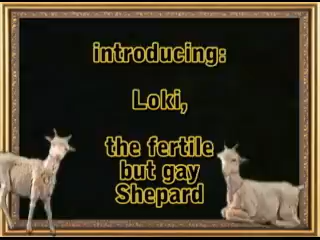 introducing:
Loki,
the fertile
but gay
Shepard